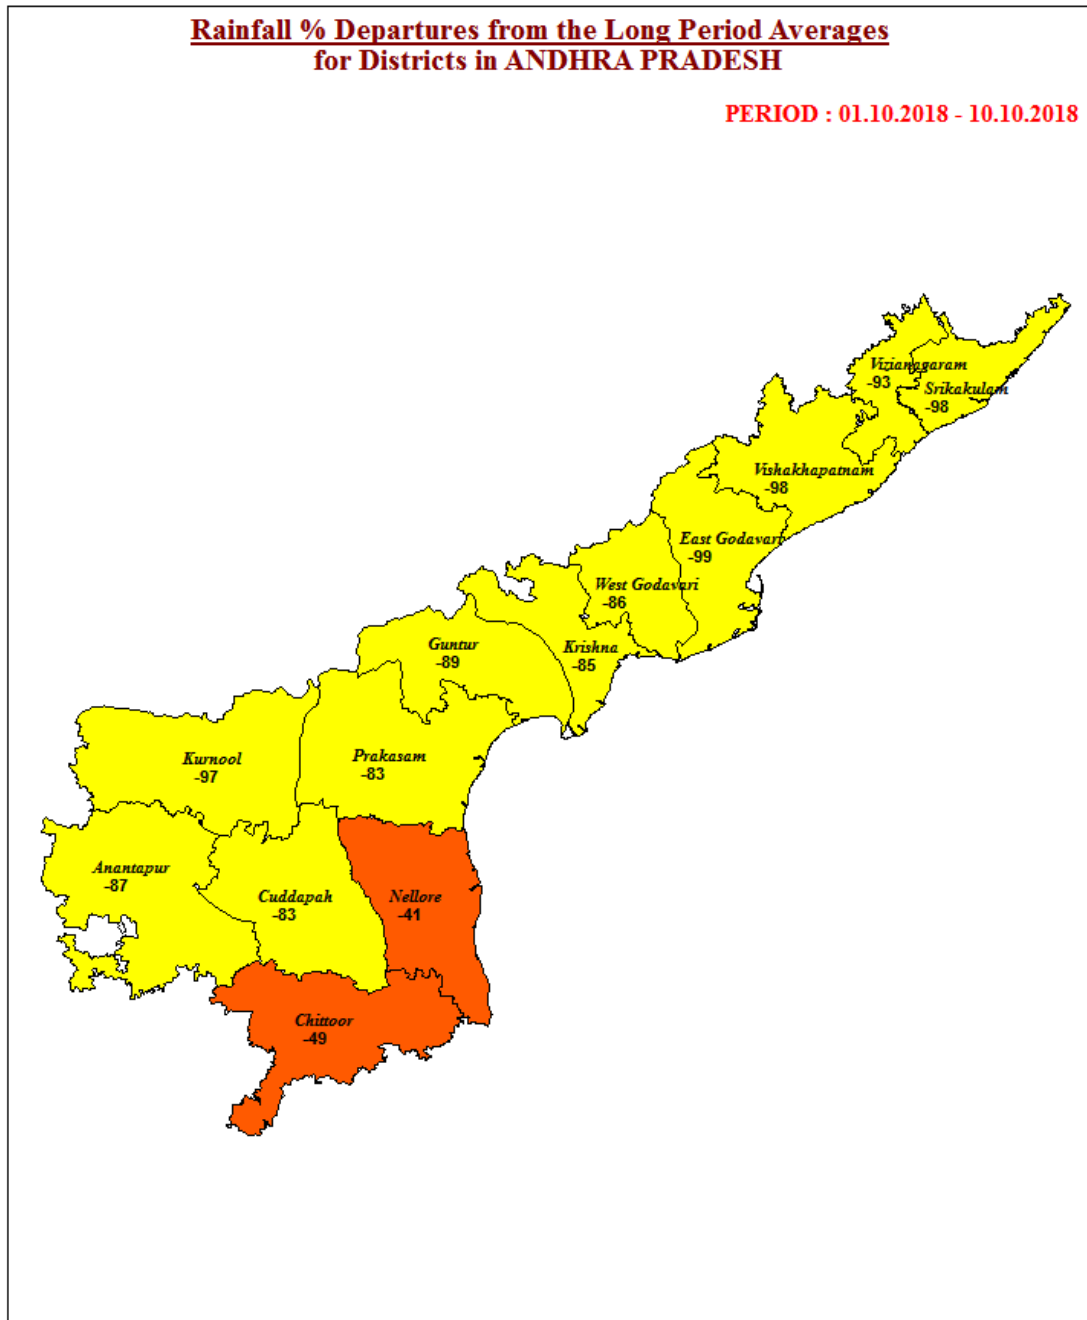 Rainfall % Departures from the Long Period Averages
for Districts in ANDHRA PRADESH
PERIOD : 01.10.2018 - 10.10.2018
Vizianagaram
-93
Srikakulam
-98
Vishakhapatnam
-98
East Godavari
-99
West Godavari
-86
Krishna
-85
Guntur
-89
Prakasam
-83
Kurnool
-97
Anantapur
-87
Cuddapah
-83
Nellore
-41
Chittoor
-49